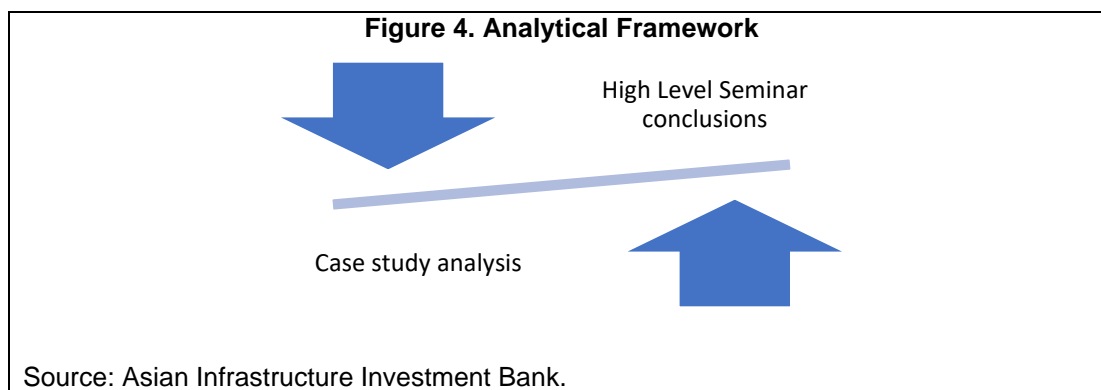 Figure 4. Analytical Framework
High Level Seminar
conclusions
Case study analysis
Source: Asian Infrastructure Investment Bank.